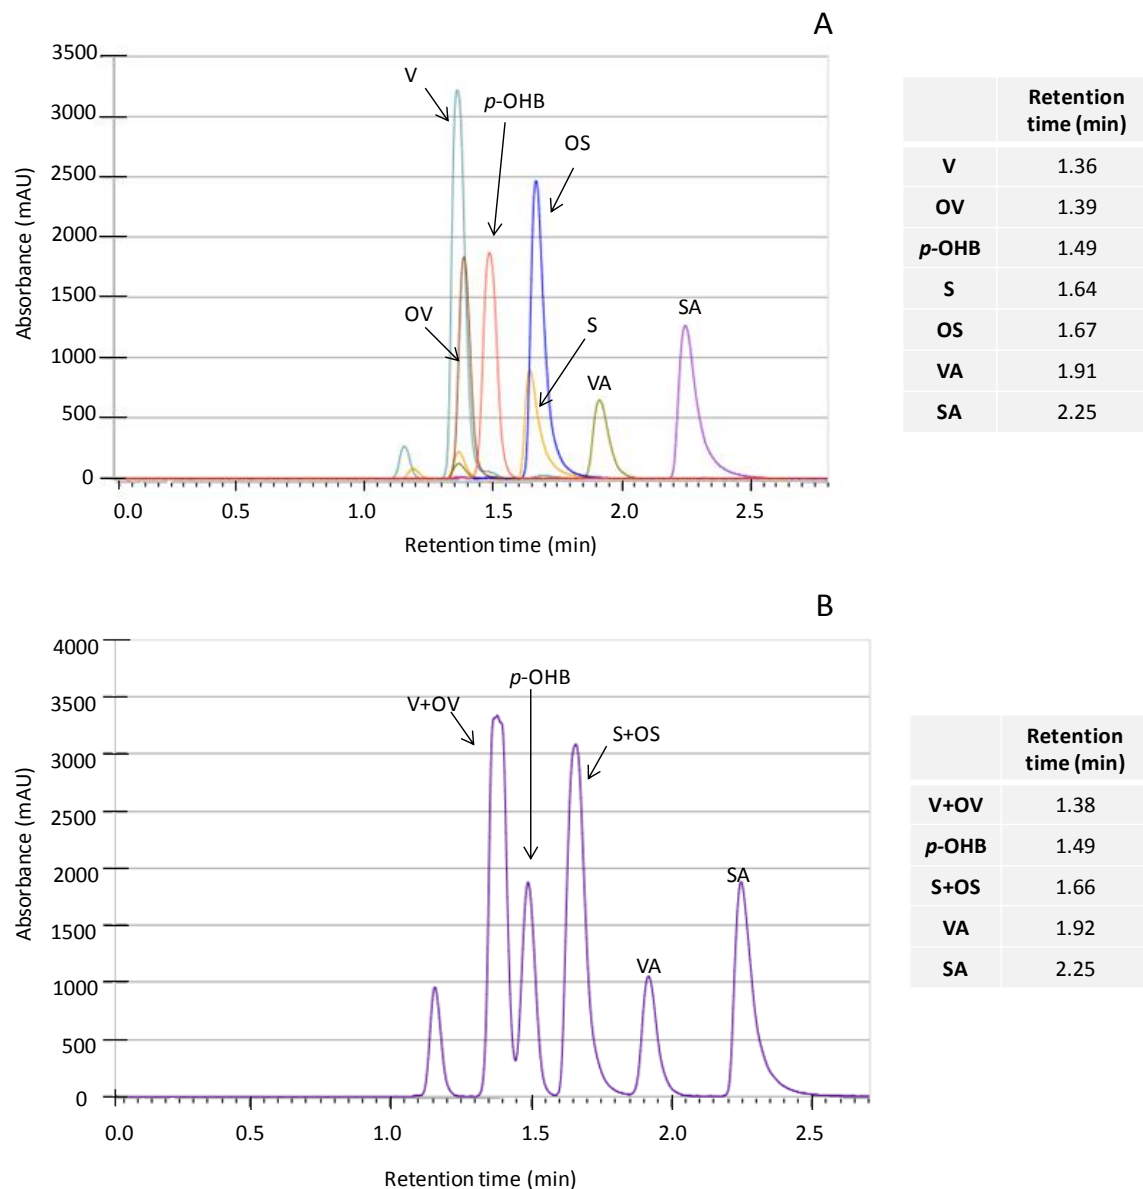 A
3500
3000
2500
2000
1500
1000
500
0
Absorbance (mAU)
V
p-OHB
OS
OV
S
VA
SA
0.0 0.5 1.0 1.5 2.0 2.5
Retention time (min)
Retention
time (min)
V 1.36
OV 1.39
p-OHB 1.49
S 1.64
OS 1.67
VA 1.91
SA 2.25
B
4000
3500
3000
2500
2000
1500
1000
500
0
Absorbance (mAU)
p-OHB
V+OV
S+OS
SA
VA
0.0 0.5 1.0 1.5 2.0 2.5
Retention time (min)
Retention
time (min)
V+OV 1.38
p-OHB 1.49
S+OS 1.66
VA 1.92
SA 2.25